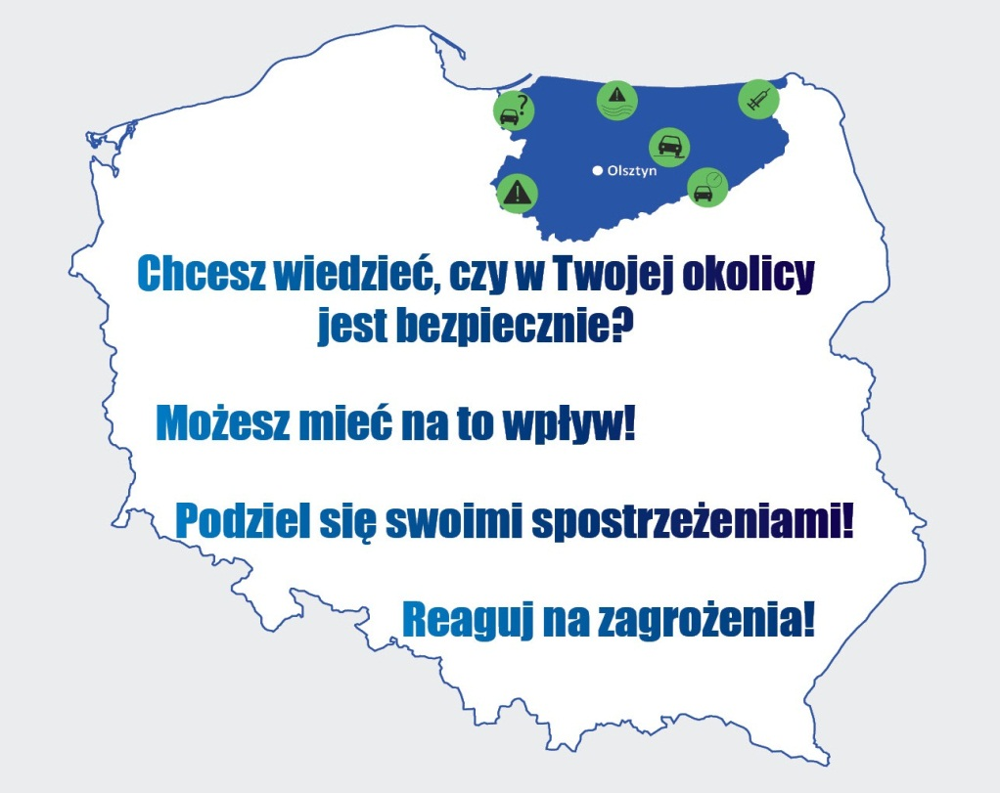 ?
Olsztyn
Chcesz wiedzieć, czy w Twojej okolicy
jest bezpiecznie?
Możesz mieć na to wpływ!
Podziel się swoimi spostrzeżeniami!
Reaguj na zagrożenia!